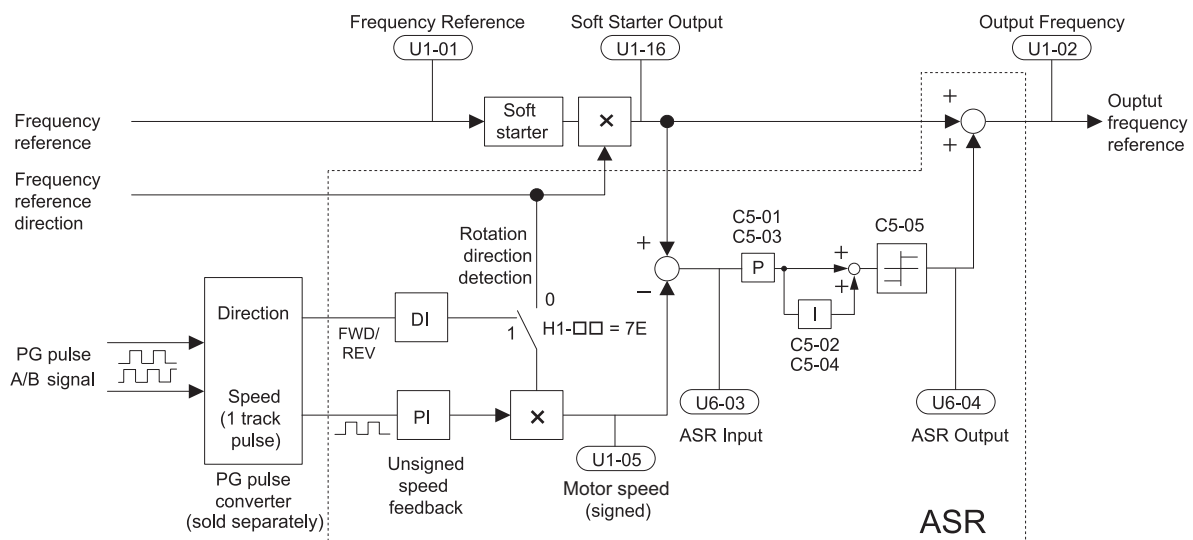 Frequency Reference
U1-01
Soft Starter Output
U1-16
Output Frequency
U1-02
Frequency
reference
Soft
starter
×
+
+
Ouptut
frequency
reference
Frequency
reference
direction
Rotation
direction
detection
0
1
H1-□□ = 7E
+
−
C5-01
C5-03
P
+
+
I
C5-02
C5-04
C5-05
PG pulse
A/B signal
Direction
Speed
(1 track
pulse)
PG pulse
converter
(sold separately)
FWD/
REV
DI
PI
Unsigned
speed
feedback
×
U1-05
Motor speed
(signed)
U6-03
ASR Input
U6-04
ASR Output
ASR